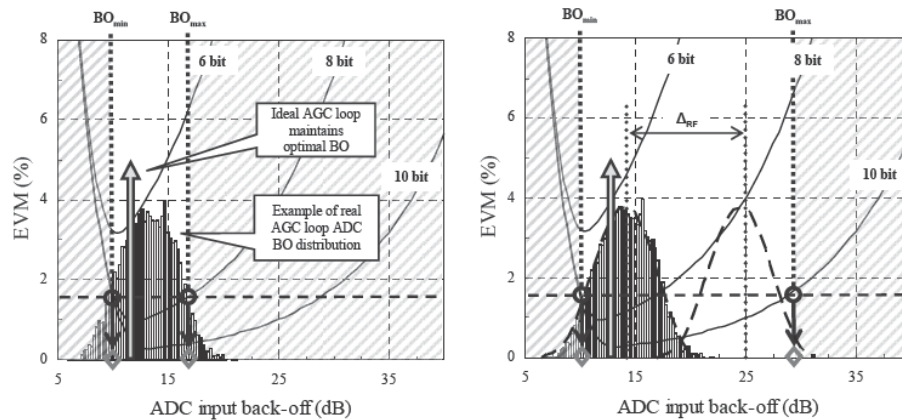 BOmin BOmax
8
6 bit
8 bit
6
Ideal AGC loop
maintains
optimal BO
10 bit
4
Example of real
AGC loop ADC
BO distribution
2
0
5 15 25 35
EVM (%)
ADC input back-off (dB)
BOmin BOmax
8
6 bit
8 bit
6
ΔRF
10 bit
4
2
0
5 15 25 35
EVM (%)
ADC input back-off (dB)